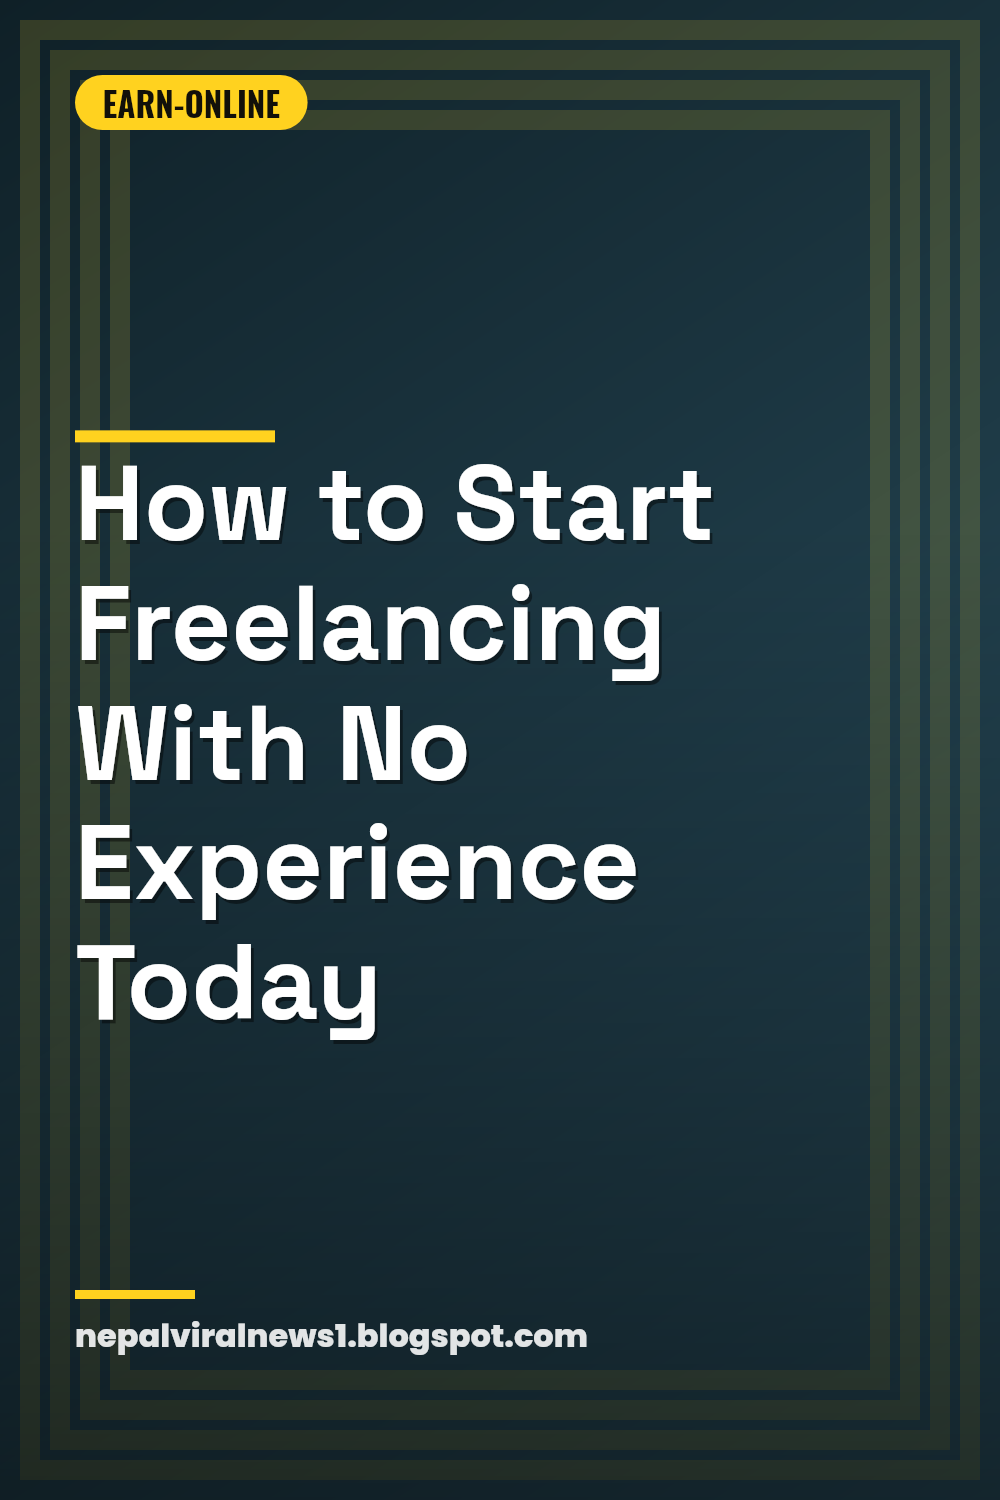 EARN-ONLINE
How to Start
Freelancing
With No
Experience
Today
nepalviralnews1.blogspot.com